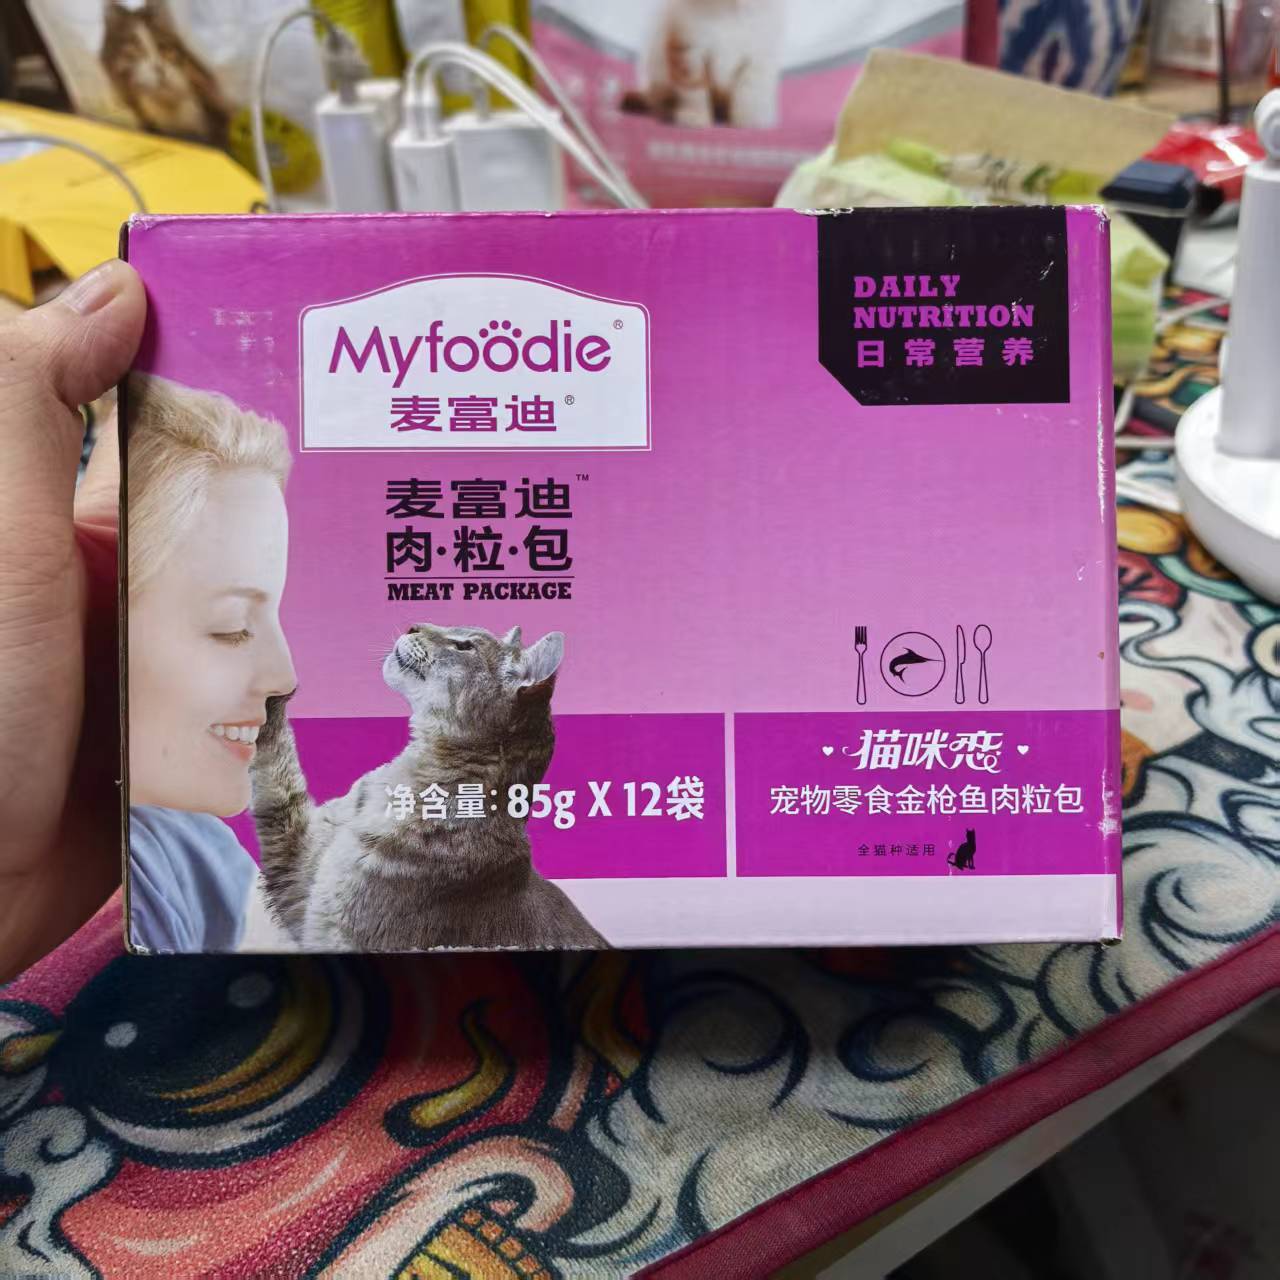 Myfoodie®
麦富迪®
DAILY
NUTRITION
日常营养
麦富迪™
肉·粒·包
MEAT PACKAGE
净含量:85g X 12袋
猫咪恋
宠物零食金枪鱼肉粒包
全猫种适用